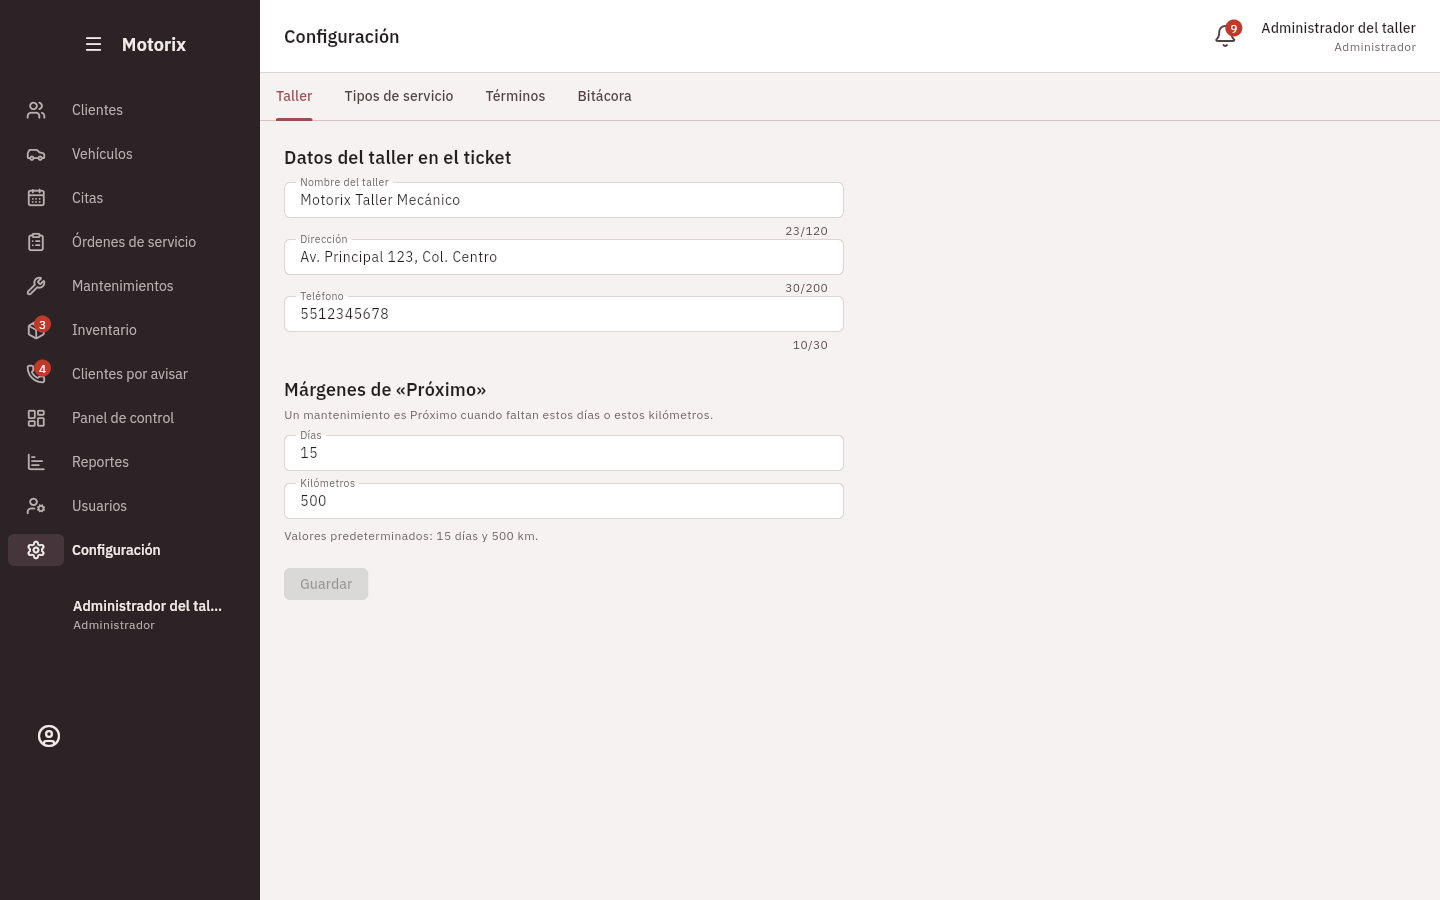 Motorix
Clientes
Vehículos
Citas
Órdenes de servicio
Mantenimientos
3
Inventario
4
Clientes por avisar
Panel de control
Reportes
Usuarios
Configuración
Administrador del tal...
Administrador
Configuración
9
Administrador del taller
Administrador
Taller
Tipos de servicio
Términos
Bitácora
Datos del taller en el ticket
Nombre del taller
Motorix Taller Mecánico
23/120
Dirección
Av. Principal 123, Col. Centro
30/200
Teléfono
5512345678
10/30
Márgenes de «Próximo»
Un mantenimiento es Próximo cuando faltan estos días o estos kilómetros.
Días
15
Kilómetros
500
Valores predeterminados: 15 días y 500 km.
Guardar